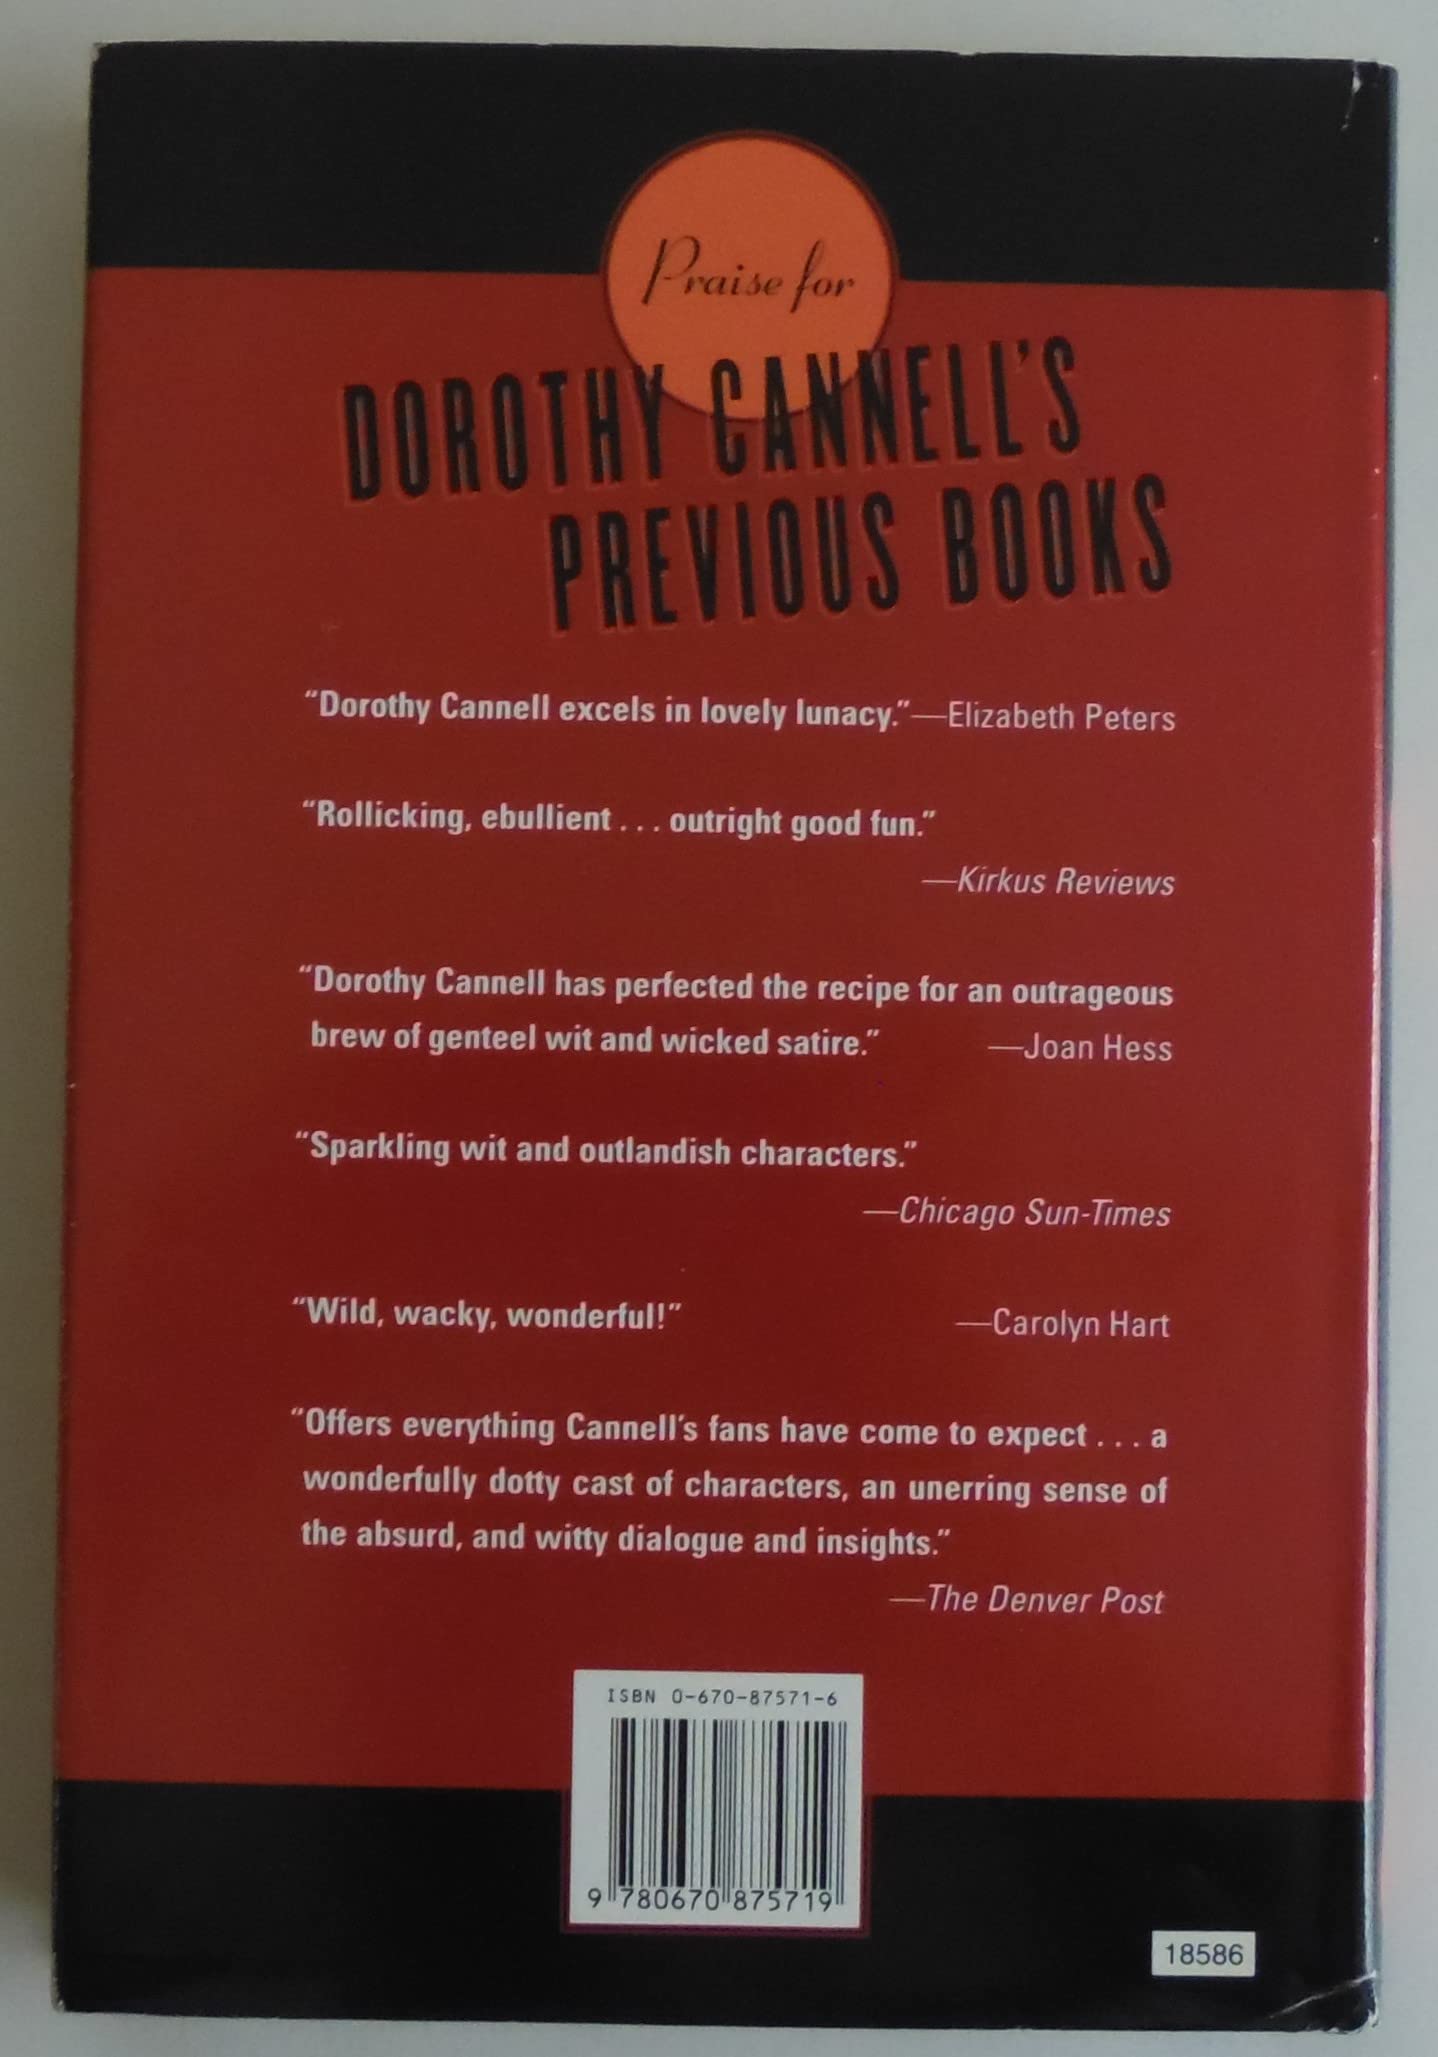 Praise for
DOROTHY CANNELL'S
PREVIOUS BOOKS
“Dorothy Cannell excels in lovely lunacy.”—Elizabeth Peters
“Rollicking, ebullient . . . outright good fun.”
—Kirkus Reviews
“Dorothy Cannell has perfected the recipe for an outrageous
brew of genteel wit and wicked satire.” —Joan Hess
“Sparkling wit and outlandish characters.”
—Chicago Sun-Times
“Wild, wacky, wonderful!” —Carolyn Hart
“Offers everything Cannell's fans have come to expect . . . a
wonderfully dotty cast of characters, an unerring sense of
the absurd, and witty dialogue and insights.”
—The Denver Post
ISBN 0-670-87571-6
9 780670 875719
18586